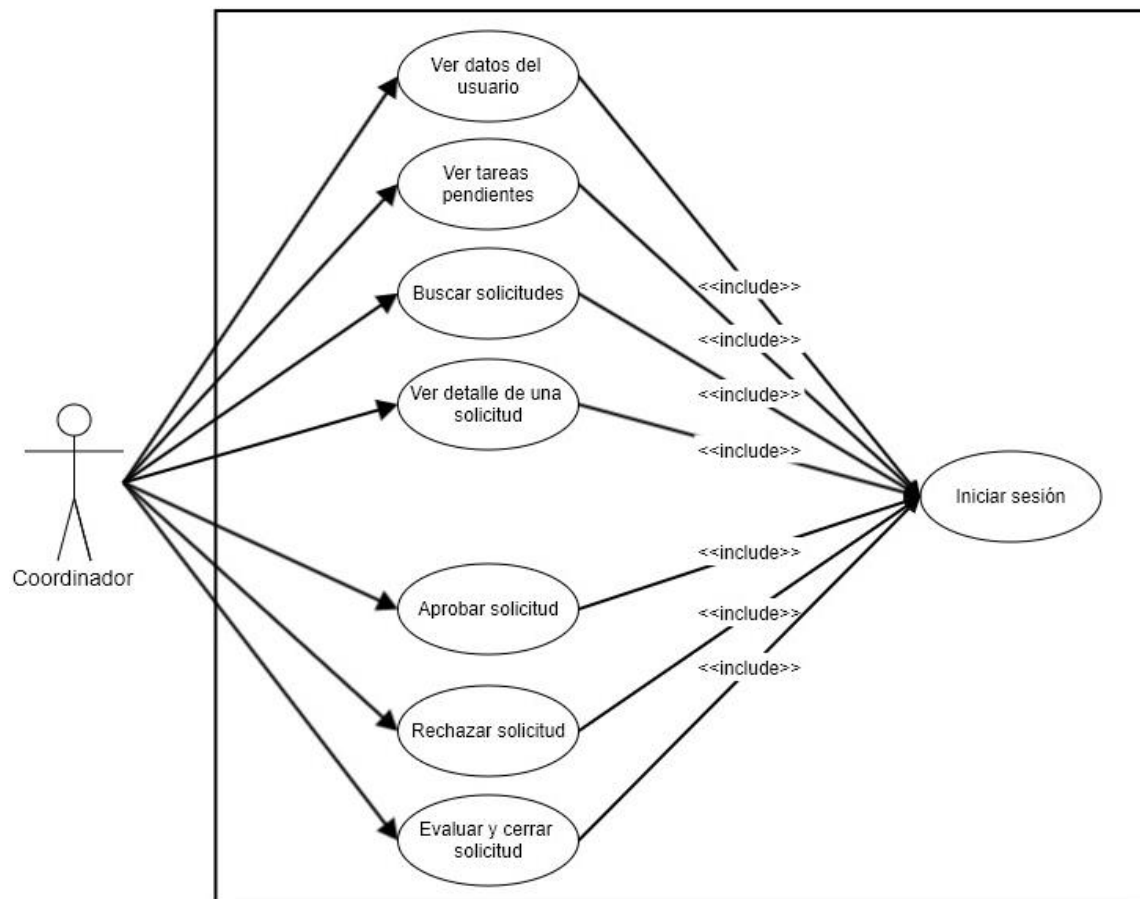 Ver datos del
usuario
Ver tareas
pendientes
<<include>>
Buscar solicitudes
<<include>>
<<include>>
Ver detalle de una
solicitud
<<include>>
Iniciar sesión
<<include>>
Coordinador
Aprobar solicitud
<<include>>
<<include>>
Rechazar solicitud
Evaluar y cerrar
solicitud